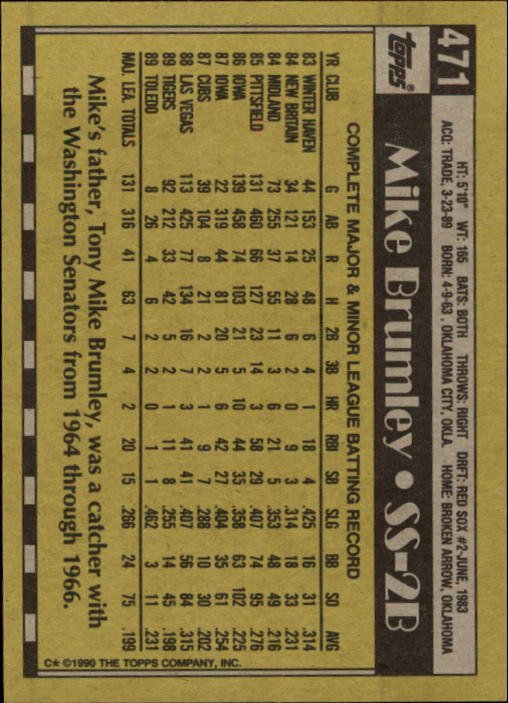 471
HT: 5'10" WT: 165 BATS: BOTH THROWS: RIGHT DRFT: RED SOX #2-JUNE, 1983
ACQ: TRADE, 3-23-89 BORN: 4-9-63, OKLAHOMA CITY, OKLA. HOME: BROKEN ARROW, OKLAHOMA
topps®
Mike Brumley • SS-2B
COMPLETE MAJOR & MINOR LEAGUE BATTING RECORD
YR CLUB G AB R H 2B 3B HR RBI SB SLG BB SO AVG
83 WINTER HAVEN 44 153 25 48 6 4 1 18 4 .425 16 31 .314
84 NEW BRITAIN 34 121 14 28 6 2 0 9 3 .314 18 33 .231
84 MIDLAND 73 255 37 55 11 3 6 21 5 .353 48 49 .216
85 PITTSFIELD 131 460 66 127 23 14 3 58 29 .407 74 95 .276
86 IOWA 139 458 74 103 21 5 10 44 35 .358 63 102 .225
87 IOWA 22 319 44 81 20 5 6 42 27 .404 35 61 .254
87 CUBS 39 104 8 21 2 2 1 9 7 .288 10 30 .202
88 LAS VEGAS 113 425 77 134 16 7 3 41 41 .407 56 84 .315
89 TIGERS 92 212 33 42 5 2 1 11 8 .255 14 45 .198
89 TOLEDO 8 26 4 6 2 2 0 1 1 .462 3 11 .231
MAJ. LEA. TOTALS 131 316 41 63 7 4 2 20 15 .266 24 75 .199
Mike's father, Tony Mike Brumley, was a catcher with
the Washington Senators from 1964 through 1966.
C* ©1990 THE TOPPS COMPANY, INC.